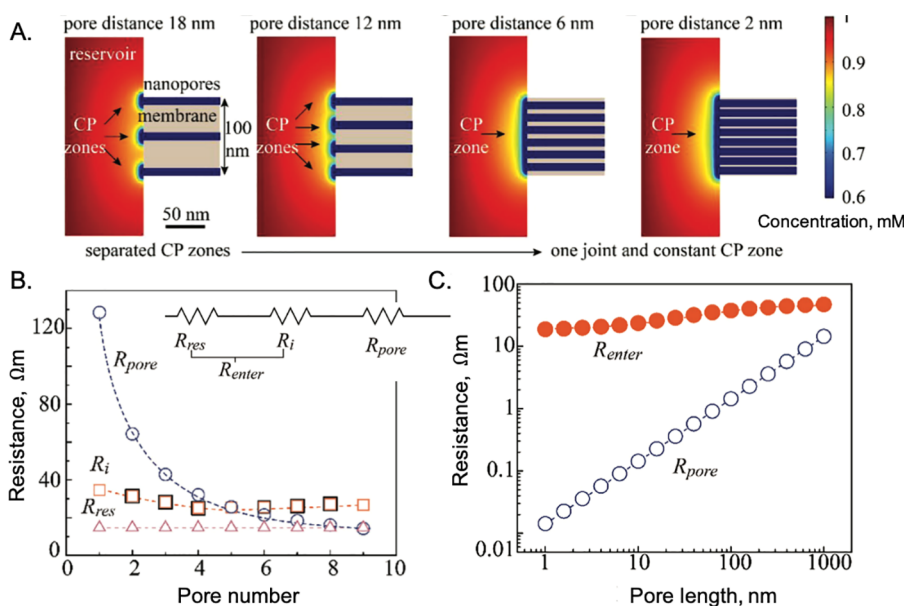 A.
pore distance 18 nm
pore distance 12 nm
pore distance 6 nm
pore distance 2 nm
reservoir
nanopores
membrane
CP
zones
100
nm
50 nm
CP
zones
CP
zone
CP
zone
1
0.9
0.8
0.7
0.6
Concentration, mM
separated CP zones
one joint and constant CP zone
B.
Resistance, Ωm
120
80
40
0
0 2 4 6 8 10
Pore number
R_pore
R_i
R_res
R_res
R_i
R_pore
R_enter
C.
Resistance, Ωm
100
10
1
0.1
0.01
1 10 100 1000
Pore length, nm
R_enter
R_pore